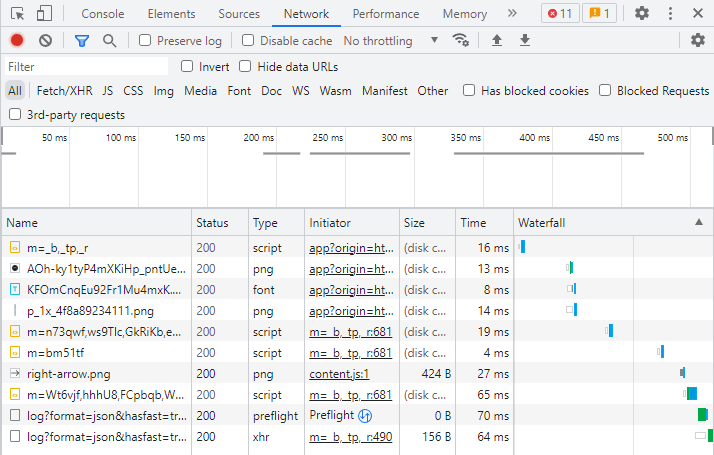 Console Elements Sources Network Performance Memory » 11 1
Preserve log Disable cache No throttling
Filter Invert Hide data URLs
All Fetch/XHR JS CSS Img Media Font Doc WS Wasm Manifest Other Has blocked cookies Blocked Requests
3rd-party requests
50 ms 100 ms 150 ms 200 ms 250 ms 300 ms 350 ms 400 ms 450 ms 500 ms
Name Status Type Initiator Size Time Waterfall
m=_b,_tp,_r 200 script app?origin=ht... (disk c... 16 ms
AOh-ky1tyP4mXKiHp_pntUe... 200 png app?origin=ht... (disk c... 13 ms
KFOmCnqEu92Fr1Mu4mxK.... 200 font app?origin=ht... (disk c... 8 ms
p_1x_4f8a89234111.png 200 png app?origin=ht... (disk c... 14 ms
m=n73qwf,ws9Tlc,GkRiKb,e... 200 script m=_b,_tp,_r:681 (disk c... 19 ms
m=bm51tf 200 script m=_b,_tp,_r:681 (disk c... 4 ms
right-arrow.png 200 png content.js:1 424 B 27 ms
m=Wt6vjf,hhhU8,FCpbqb,W... 200 script m=_b,_tp,_r:681 (disk c... 65 ms
log?format=json&hasfast=tr... 200 preflight Preflight 0 B 70 ms
log?format=json&hasfast=tr... 200 xhr m=_b,_tp,_r:490 156 B 64 ms